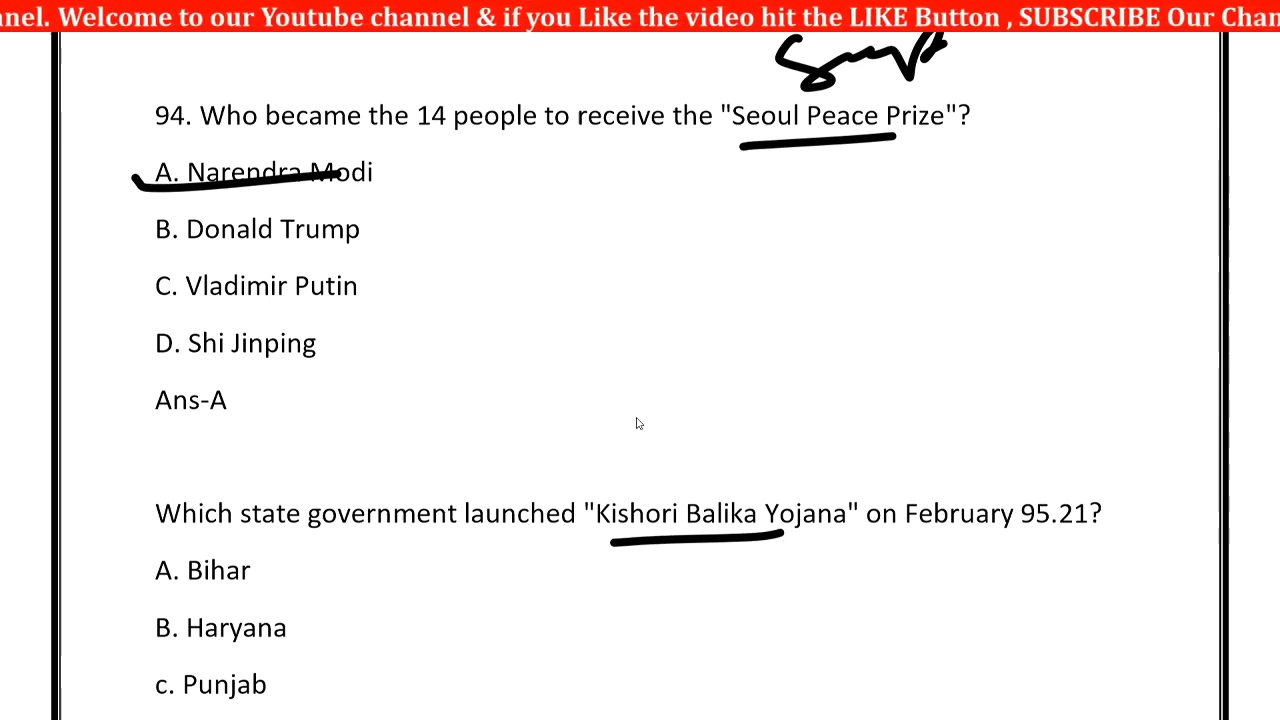 nel. Welcome to our Youtube channel & if you Like the video hit the LIKE Button , SUBSCRIBE Our Chan
94. Who became the 14 people to receive the "Seoul Peace Prize"?
A. Narendra Modi
B. Donald Trump
C. Vladimir Putin
D. Shi Jinping
Ans-A
Which state government launched "Kishori Balika Yojana" on February 95.21?
A. Bihar
B. Haryana
c. Punjab